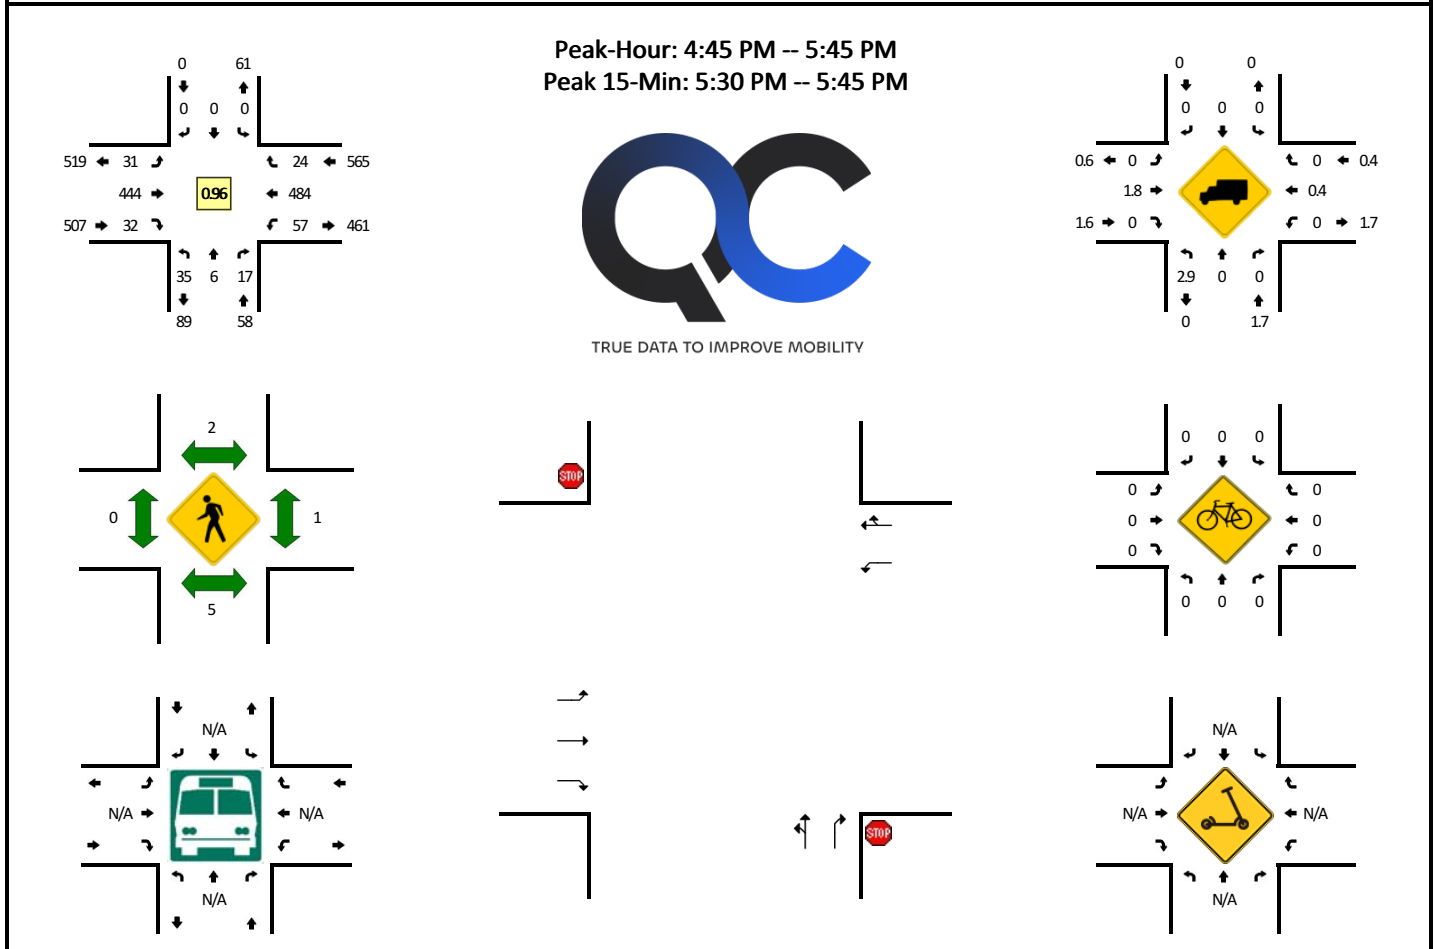 Peak-Hour: 4:45 PM -- 5:45 PM
Peak 15-Min: 5:30 PM -- 5:45 PM
0 61
0 0 0
519 31 24 565
444 0.96 484
507 32 57 461
35 6 17
89 58
TRUE DATA TO IMPROVE MOBILITY
0 0
0 0 0
0.6 0 0 0.4
1.8 0.4
1.6 0 0 1.7
2.9 0 0
0 1.7
2
0 1
5
STOP
STOP
0 0 0
0 0
0 0
0 0
0 0 0
N/A
N/A N/A
N/A
N/A
N/A N/A
N/A